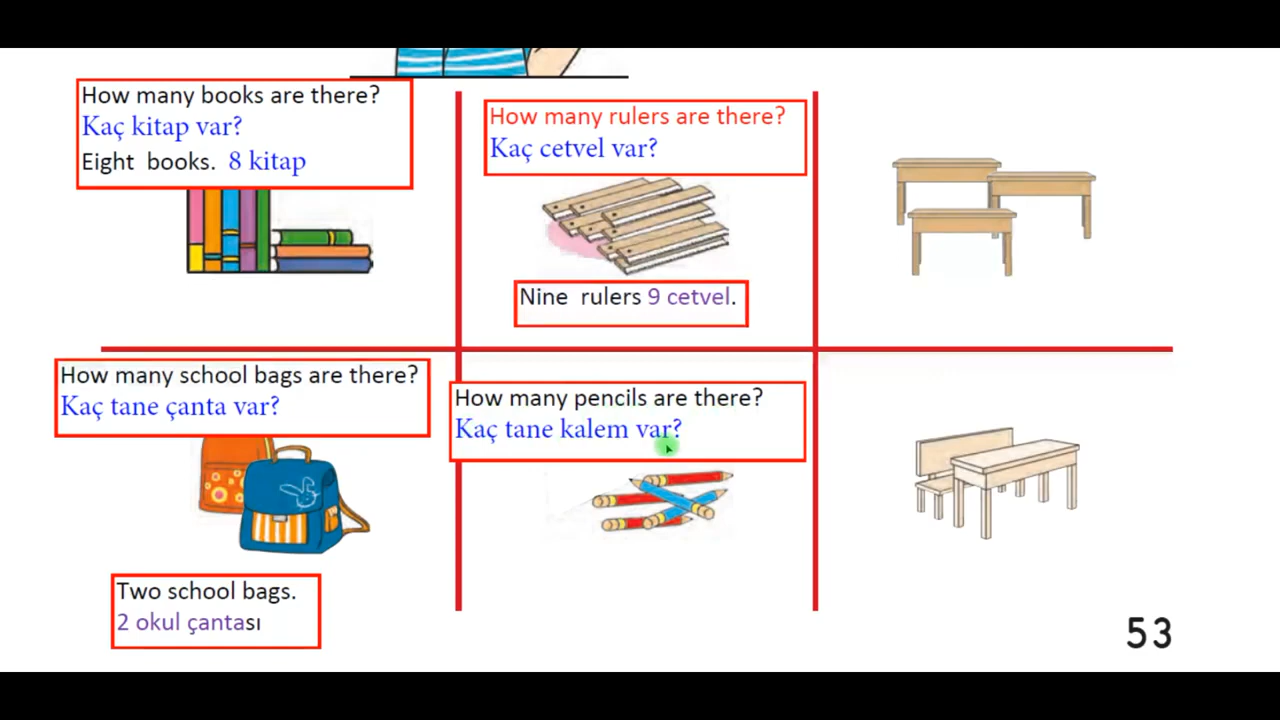 How many books are there?
Kaç kitap var?
Eight books. 8 kitap
How many rulers are there?
Kaç cetvel var?
Nine rulers 9 cetvel.
How many school bags are there?
Kaç tane çanta var?
Two school bags.
2 okul çantası
How many pencils are there?
Kaç tane kalem var?
53